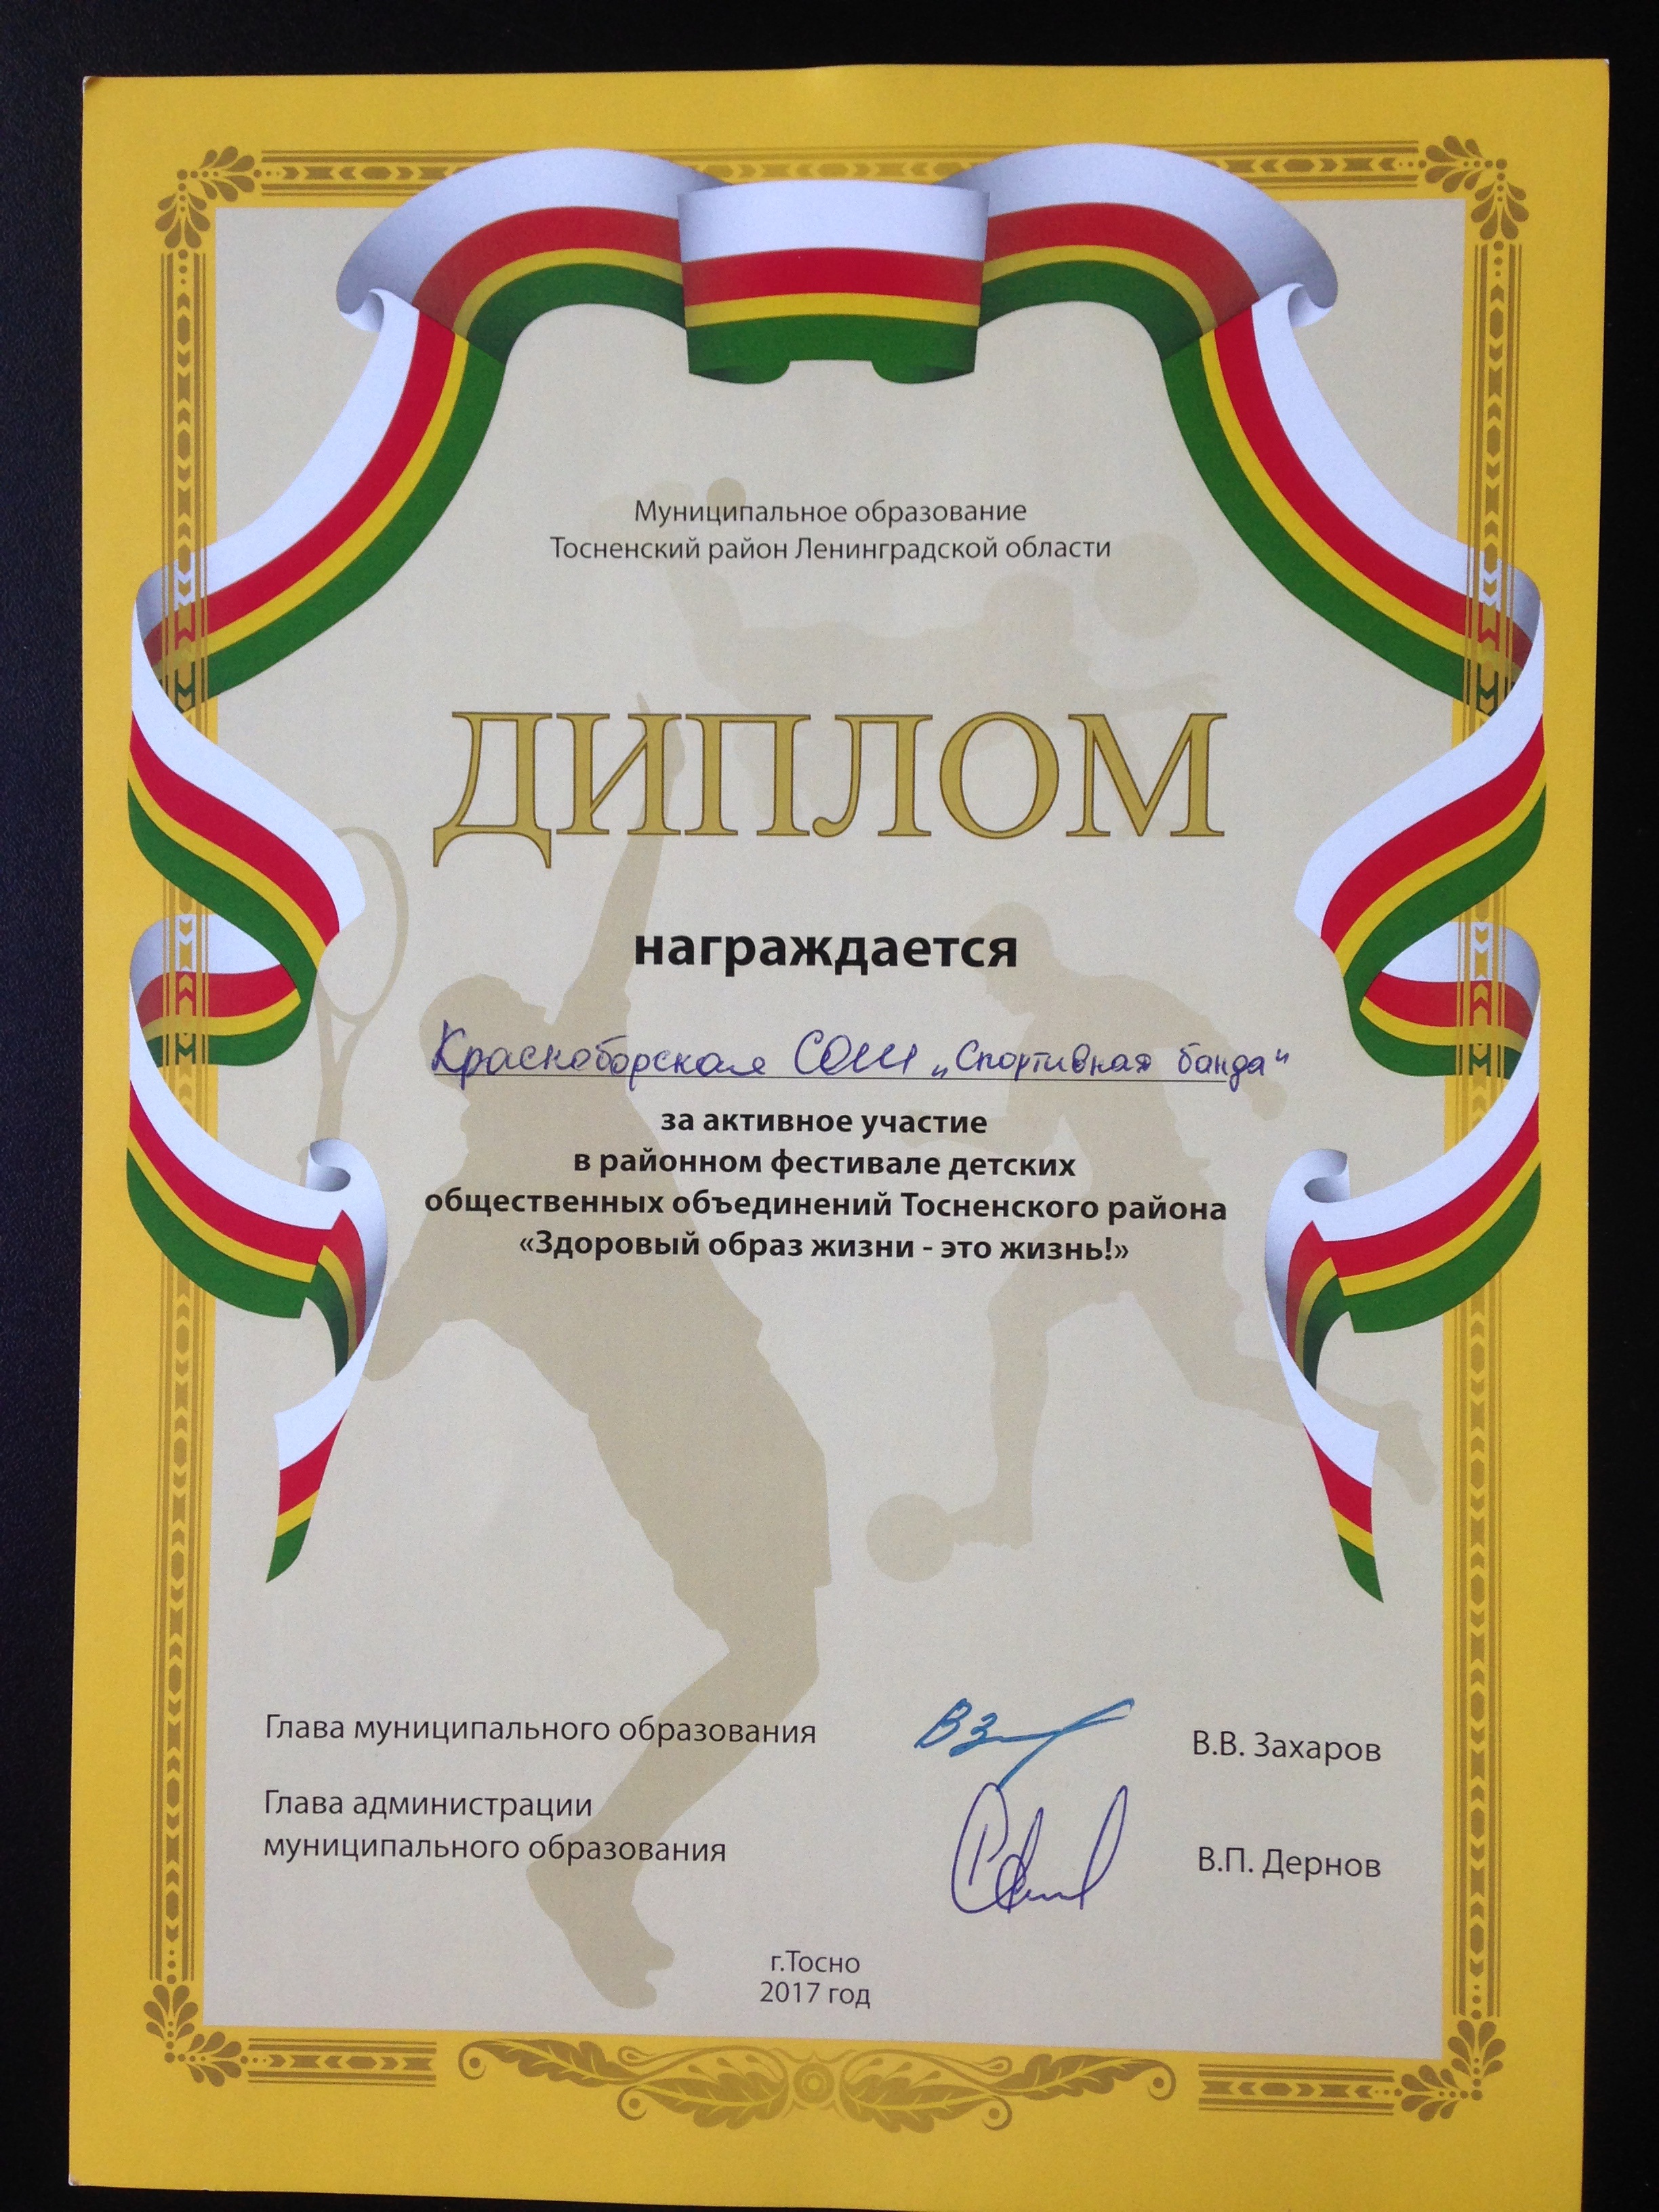 Муниципальное образование
Тосненский район Ленинградской области
ДИПЛОМ
награждается
Красноборская СОШ „Спортивная банда“
за активное участие
в районном фестивале детских
общественных объединений Тосненского района
«Здоровый образ жизни - это жизнь!»
Глава муниципального образования В.В. Захаров
Глава администрации
муниципального образования В.П. Дернов
г.Тосно
2017 год